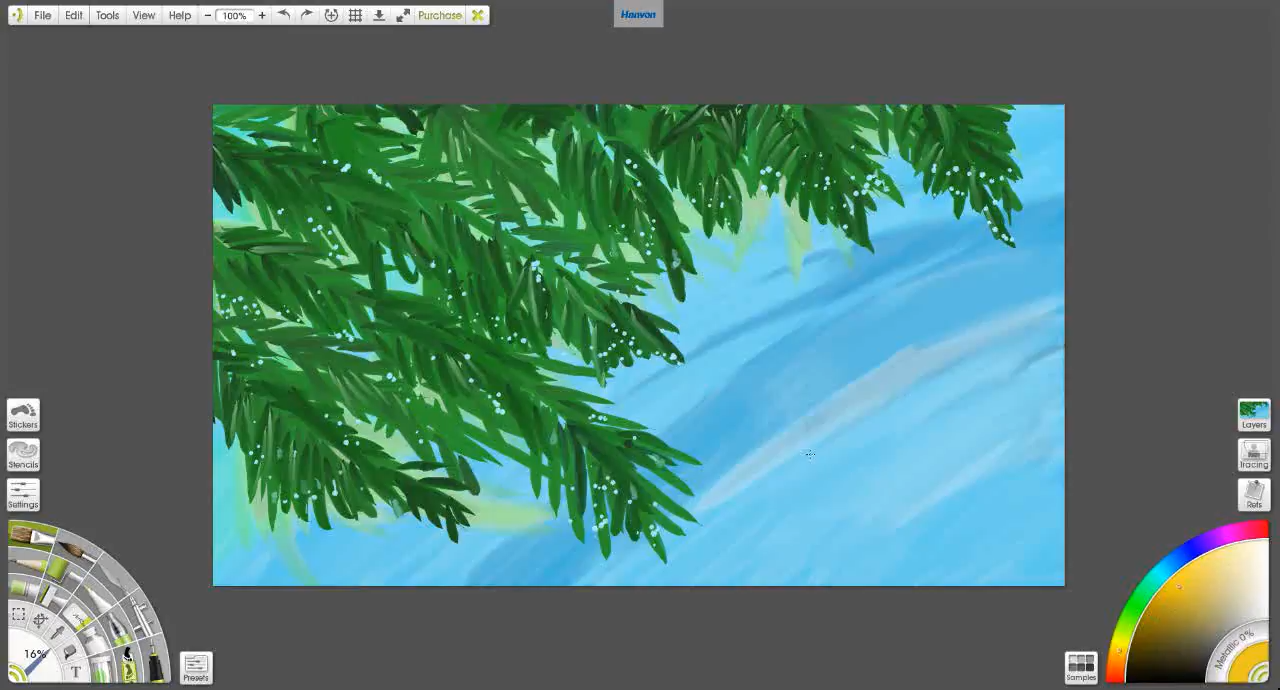 File Edit Tools View Help − 100% + Purchase
Hanvon
Stickers
Stencils
Settings
Layers
Tracing
Refs
16%
T
Presets
Samples
Metallic 0%